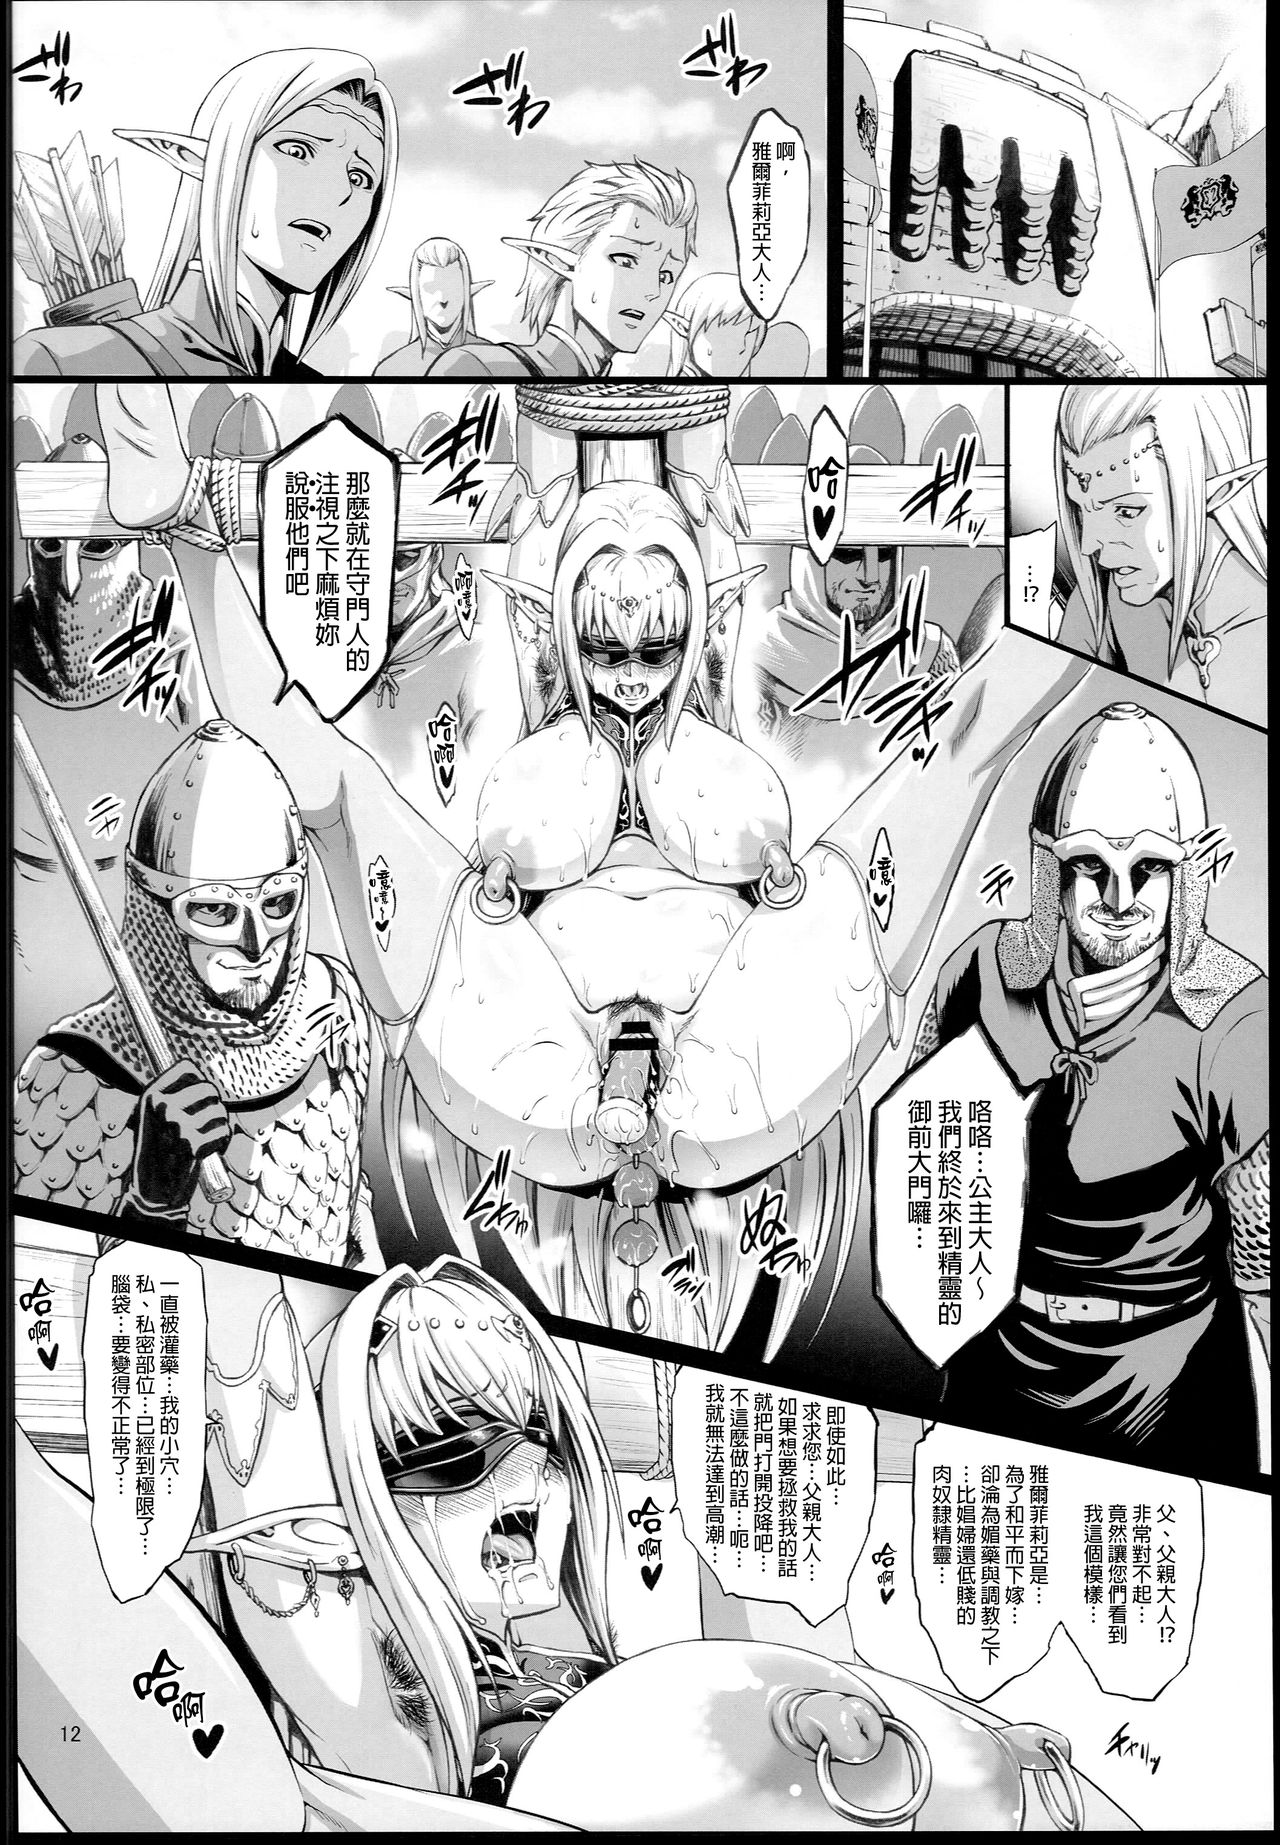 ざわ
ざわ
ざわ
啊，
雅爾菲莉亞大人…
…!?
哈♥
那麼就在守門人的
注視之下麻煩妳
說服他們吧
哈啊♥
噫♥
噫噫～♥
咯咯…公主大人～
我們終於來到精靈的
御前大門囉…
父、父親大人!?
非常對不起…
竟然讓您們看到
我這個模樣…
雅爾菲莉亞是…
為了和平而下嫁…
卻淪為媚藥與調教之下
…比娼婦還低賤的
肉奴隷精靈…
哈啊♥
即使如此…
求求您…父親大人…
如果想要拯救我的話
就把門打開投降吧…
不這麼做的話…呃…
我就無法達到高潮…
哈啊♥
一直被灌藥…我的小穴…
私、私密部位…已經到極限了…
腦袋…要變得不正常了…
哈啊♥
哈啊♥
12